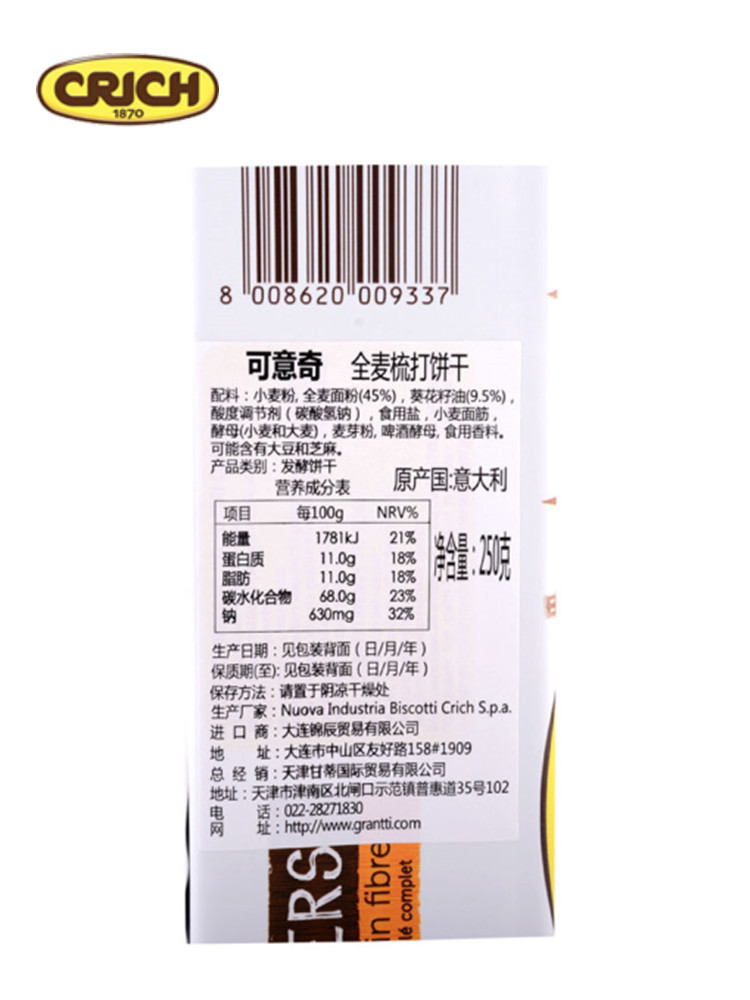 CRICH
1870
8 008620 009337
可意奇 全麦梳打饼干
配料：小麦粉, 全麦面粉(45%)，葵花籽油(9.5%)，
酸度调节剂（碳酸氢钠），食用盐，小麦面筋，
酵母(小麦和大麦)，麦芽粉, 啤酒酵母, 食用香料。
可能含有大豆和芝麻。
产品类别：发酵饼干
原产国:意大利
营养成分表
项目 每100g NRV%
能量 1781kJ 21%
蛋白质 11.0g 18%
脂肪 11.0g 18%
碳水化合物 68.0g 23%
钠 630mg 32%
净含量：250克
生产日期：见包装背面（日/月/年）
保质期(至): 见包装背面（日/月/年）
保存方法：请置于阴凉干燥处
生产厂家：Nuova Industria Biscotti Crich S.p.a.
进 口 商：大连锦辰贸易有限公司
地 址：大连市中山区友好路158#1909
总 经 销：天津甘蒂国际贸易有限公司
地址：天津市津南区北闸口示范镇普惠道35号102
电 话：022-28271830
网 址：http://www.grantti.com
ERS
in fibre
lé complet